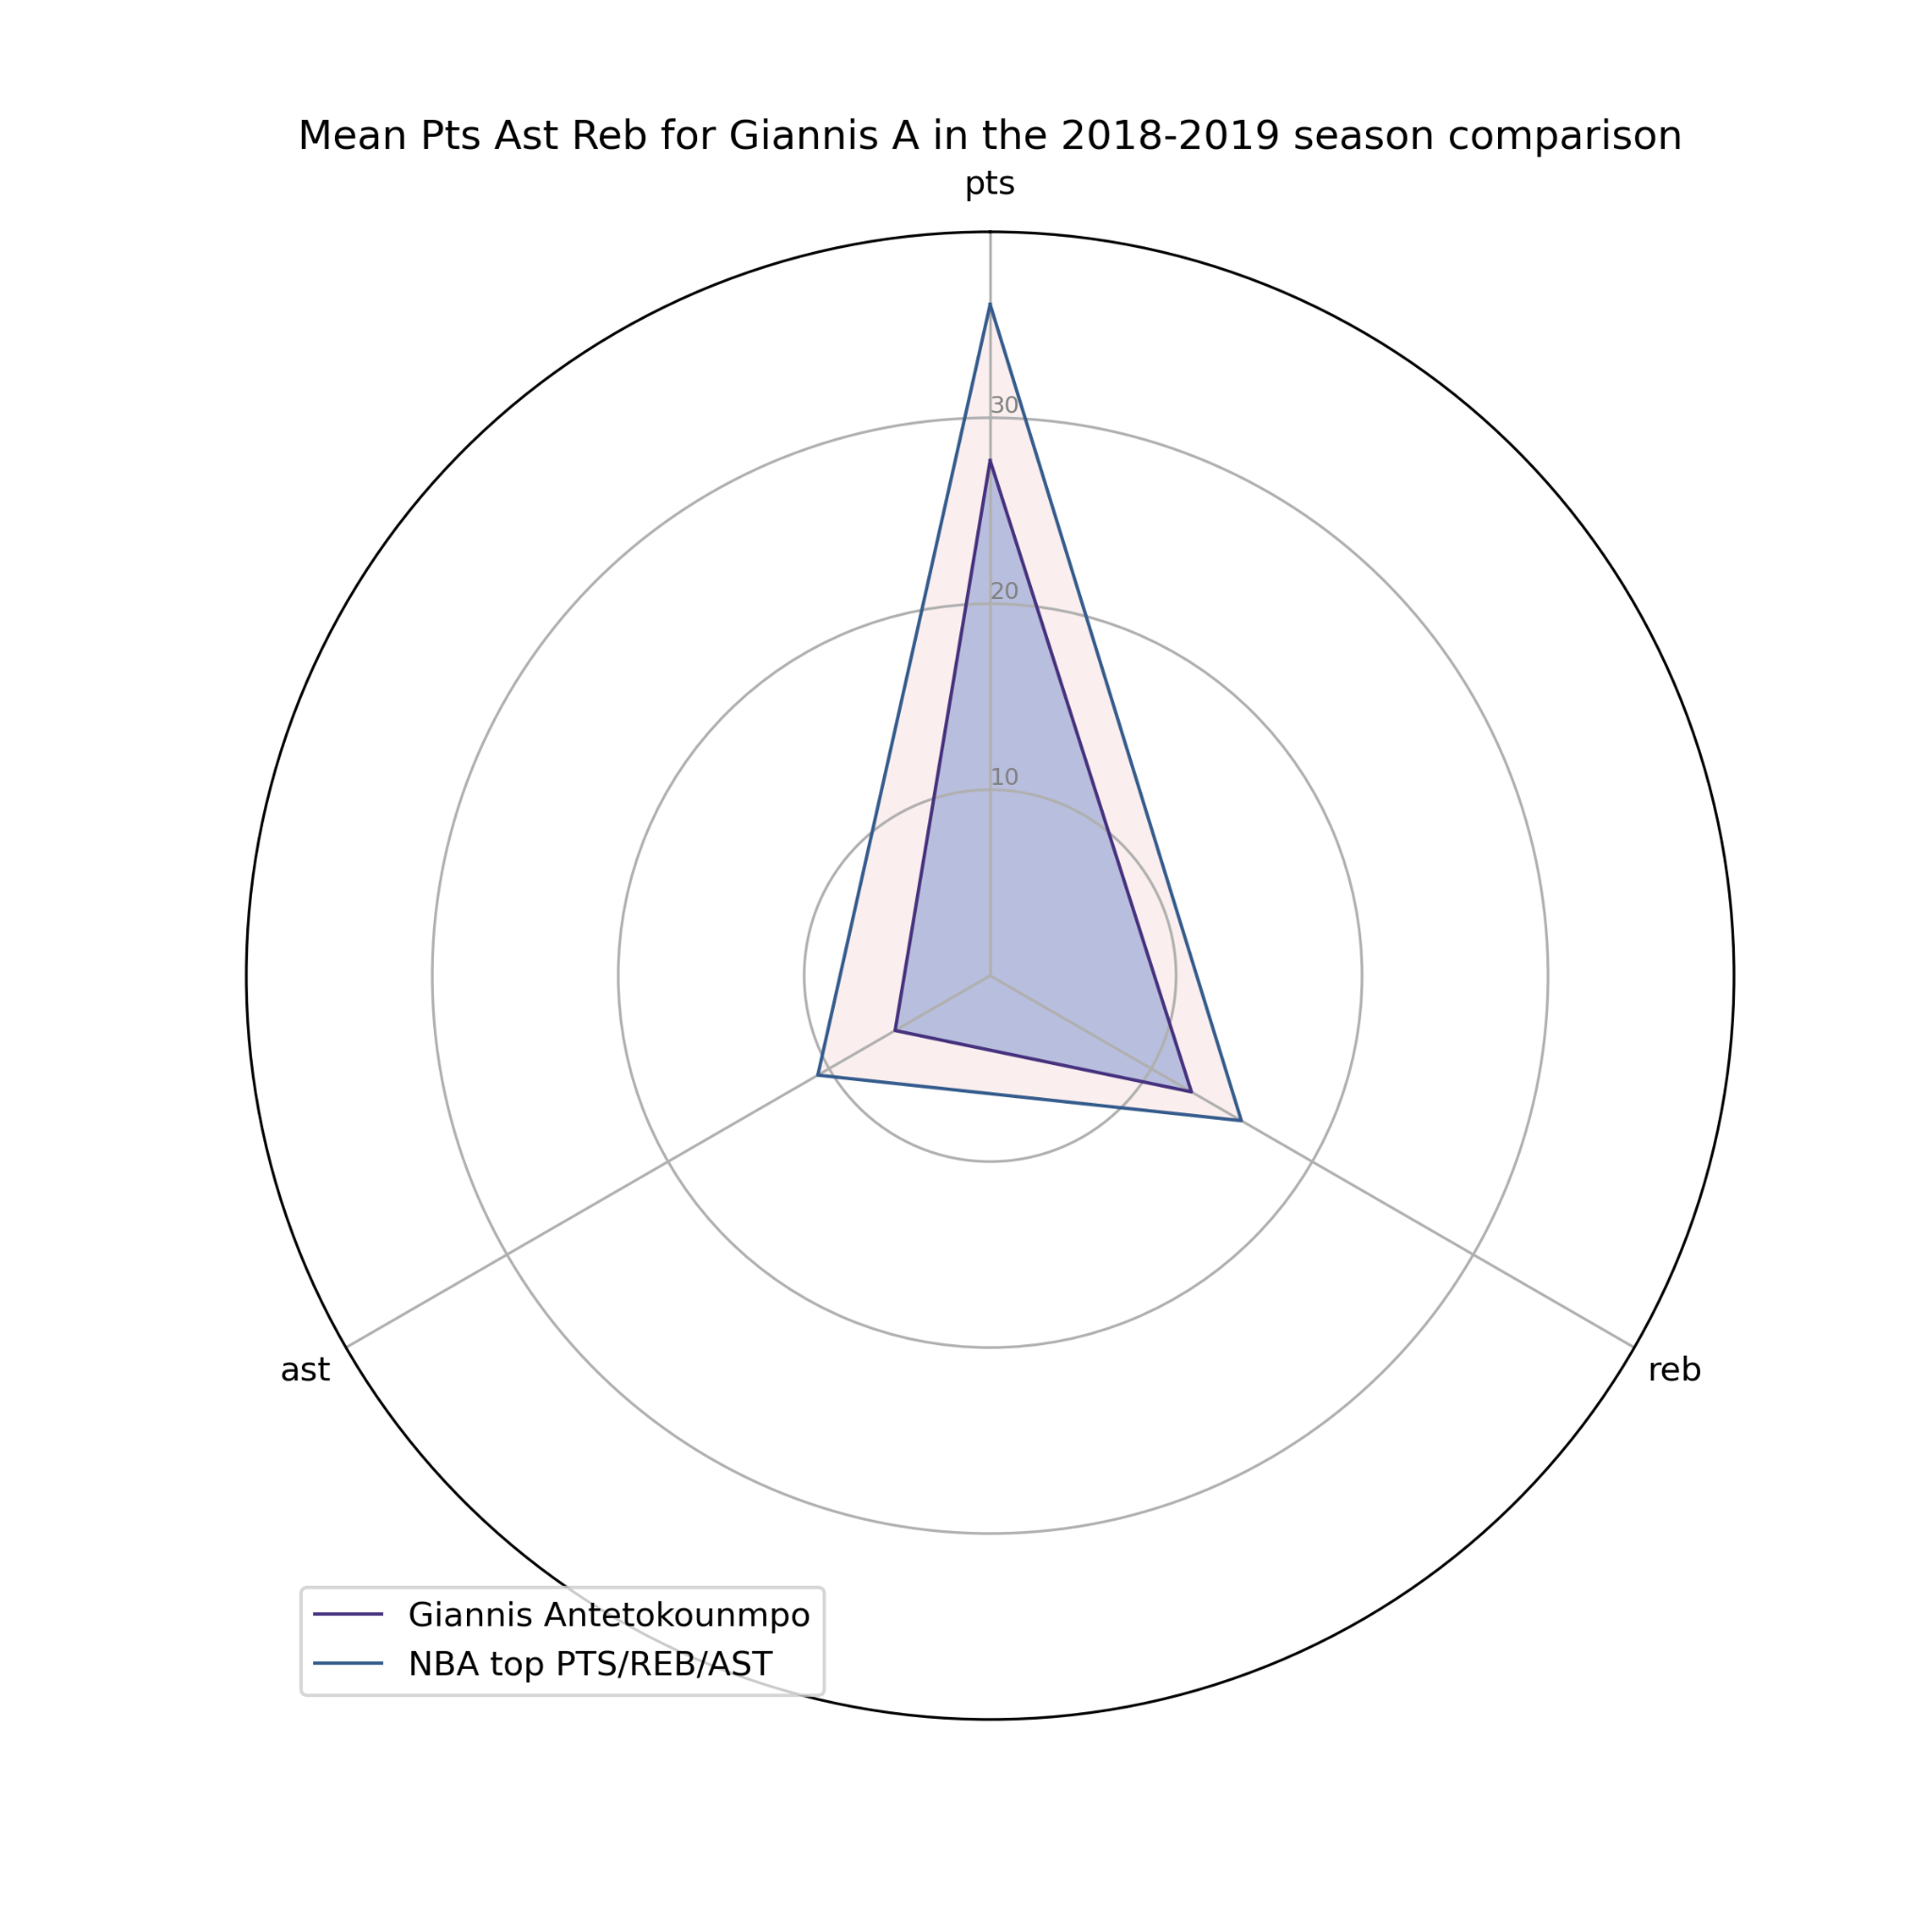 Mean Pts Ast Reb for Giannis A in the 2018-2019 season comparison
pts
30
20
10
ast
reb
Giannis Antetokounmpo
NBA top PTS/REB/AST